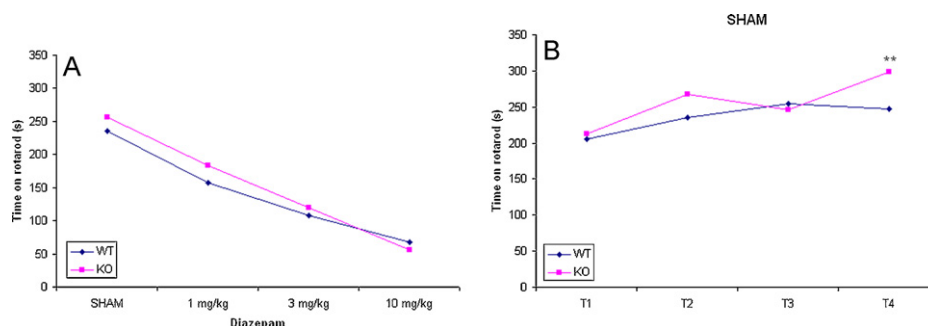 A
Time on rotarod (s)
350
300
250
200
150
100
50
0
WT
KO
SHAM 1 mg/kg 3 mg/kg 10 mg/kg
Diazepam
SHAM
B
Time on rotarod (s)
350
300
250
200
150
100
50
0
**
WT
KO
T1 T2 T3 T4